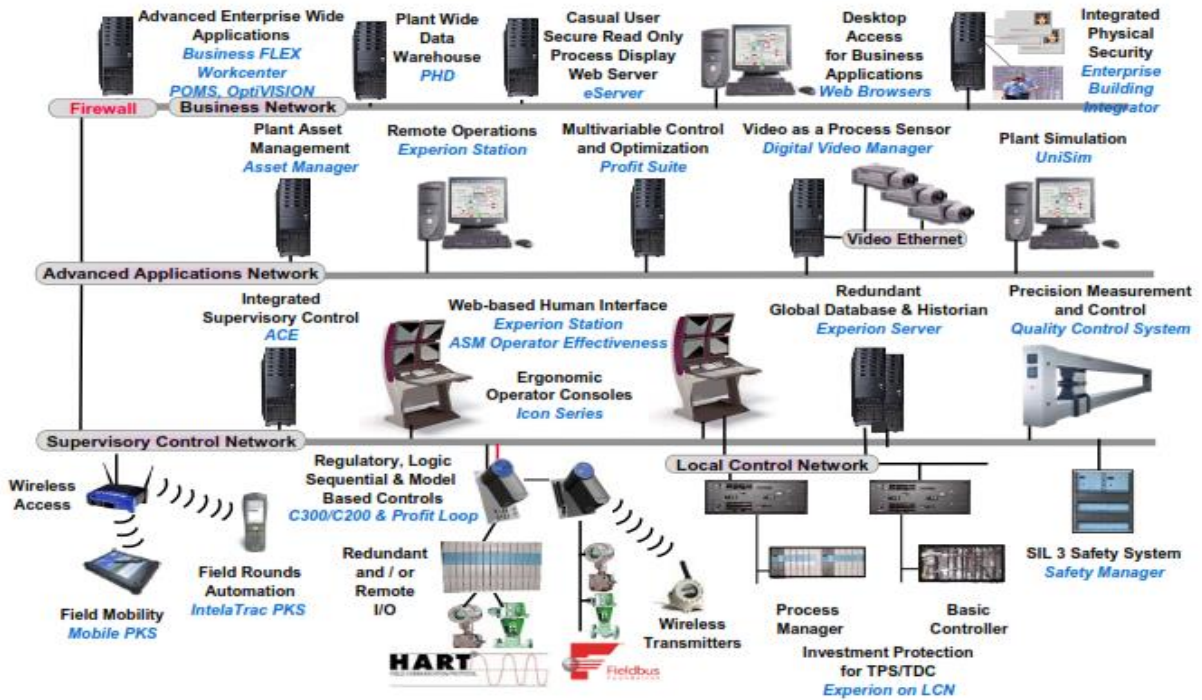 Advanced Enterprise Wide
Applications
Business FLEX
Workcenter
POMS, OptiVISION
Plant Wide
Data
Warehouse
PHD
Casual User
Secure Read Only
Process Display
Web Server
eServer
Desktop
Access
for Business
Applications
Web Browsers
Integrated
Physical
Security
Enterprise
Building
Integrator
Firewall
Business Network
Plant Asset
Management
Asset Manager
Remote Operations
Experion Station
Multivariable Control
and Optimization
Profit Suite
Video as a Process Sensor
Digital Video Manager
Plant Simulation
UniSim
Video Ethernet
Advanced Applications Network
Integrated
Supervisory Control
ACE
Web-based Human Interface
Experion Station
ASM Operator Effectiveness
Ergonomic
Operator Consoles
Icon Series
Redundant
Global Database & Historian
Experion Server
Precision Measurement
and Control
Quality Control System
Supervisory Control Network
Wireless
Access
Regulatory, Logic
Sequential & Model
Based Controls
C300/C200 & Profit Loop
Local Control Network
Field Mobility
Mobile PKS
Field Rounds
Automation
IntelaTrac PKS
Redundant
and / or
Remote
I/O
HART
FIELD COMMUNICATION PROTOCOL
Fieldbus
FOUNDATION
Wireless
Transmitters
Process
Manager
Basic
Controller
Investment Protection
for TPS/TDC
Experion on LCN
SIL 3 Safety System
Safety Manager